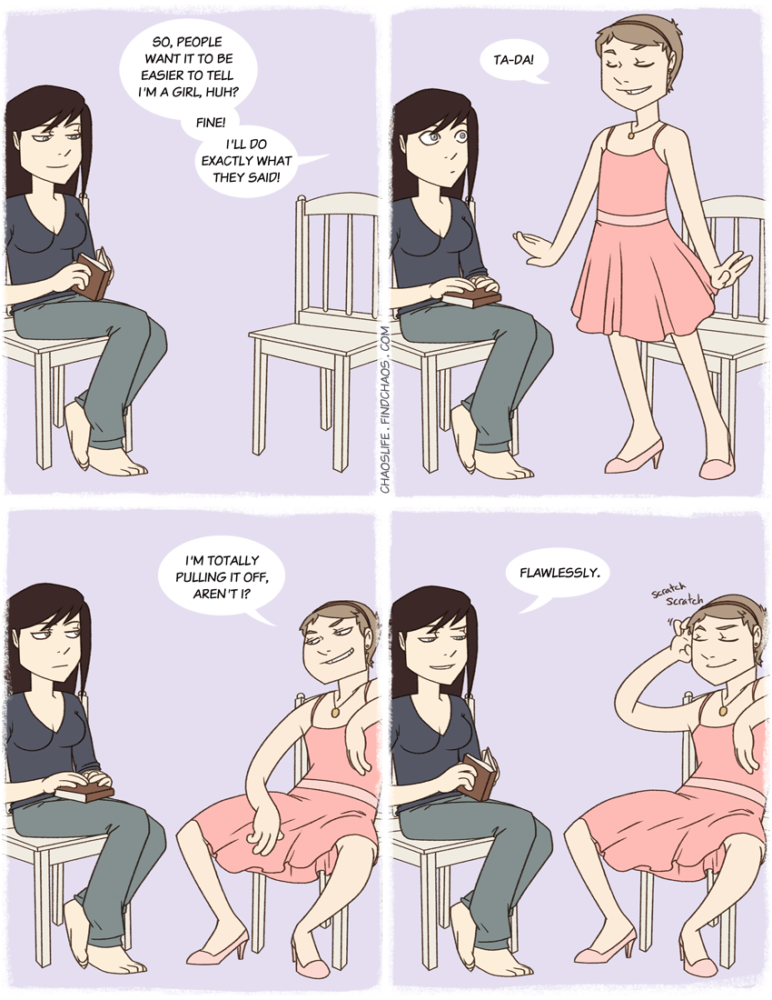 SO, PEOPLE
WANT IT TO BE
EASIER TO TELL
I'M A GIRL, HUH?
FINE!
I'LL DO
EXACTLY WHAT
THEY SAID!
TA-DA!
CHAOSLIFE.FINDCHAOS.COM
I'M TOTALLY
PULLING IT OFF,
AREN'T I?
FLAWLESSLY.
scratch
scratch